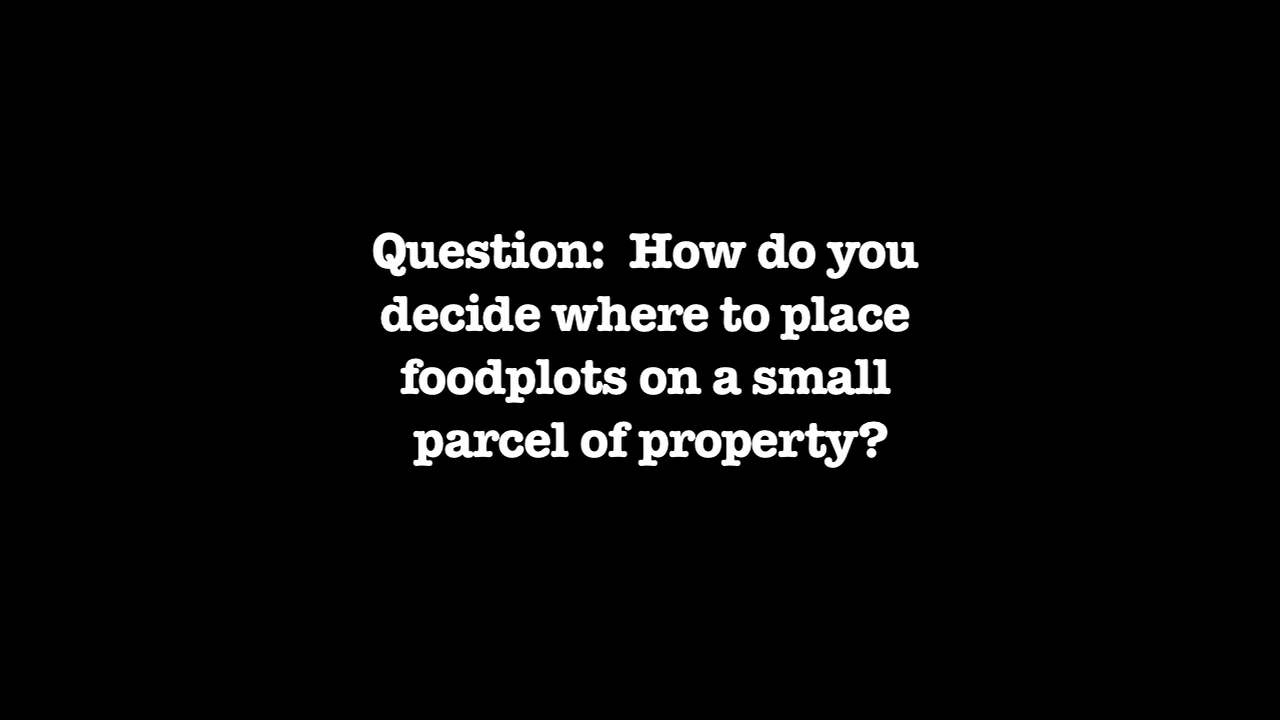 Question:  How do you
decide where to place
foodplots on a small
parcel of property?